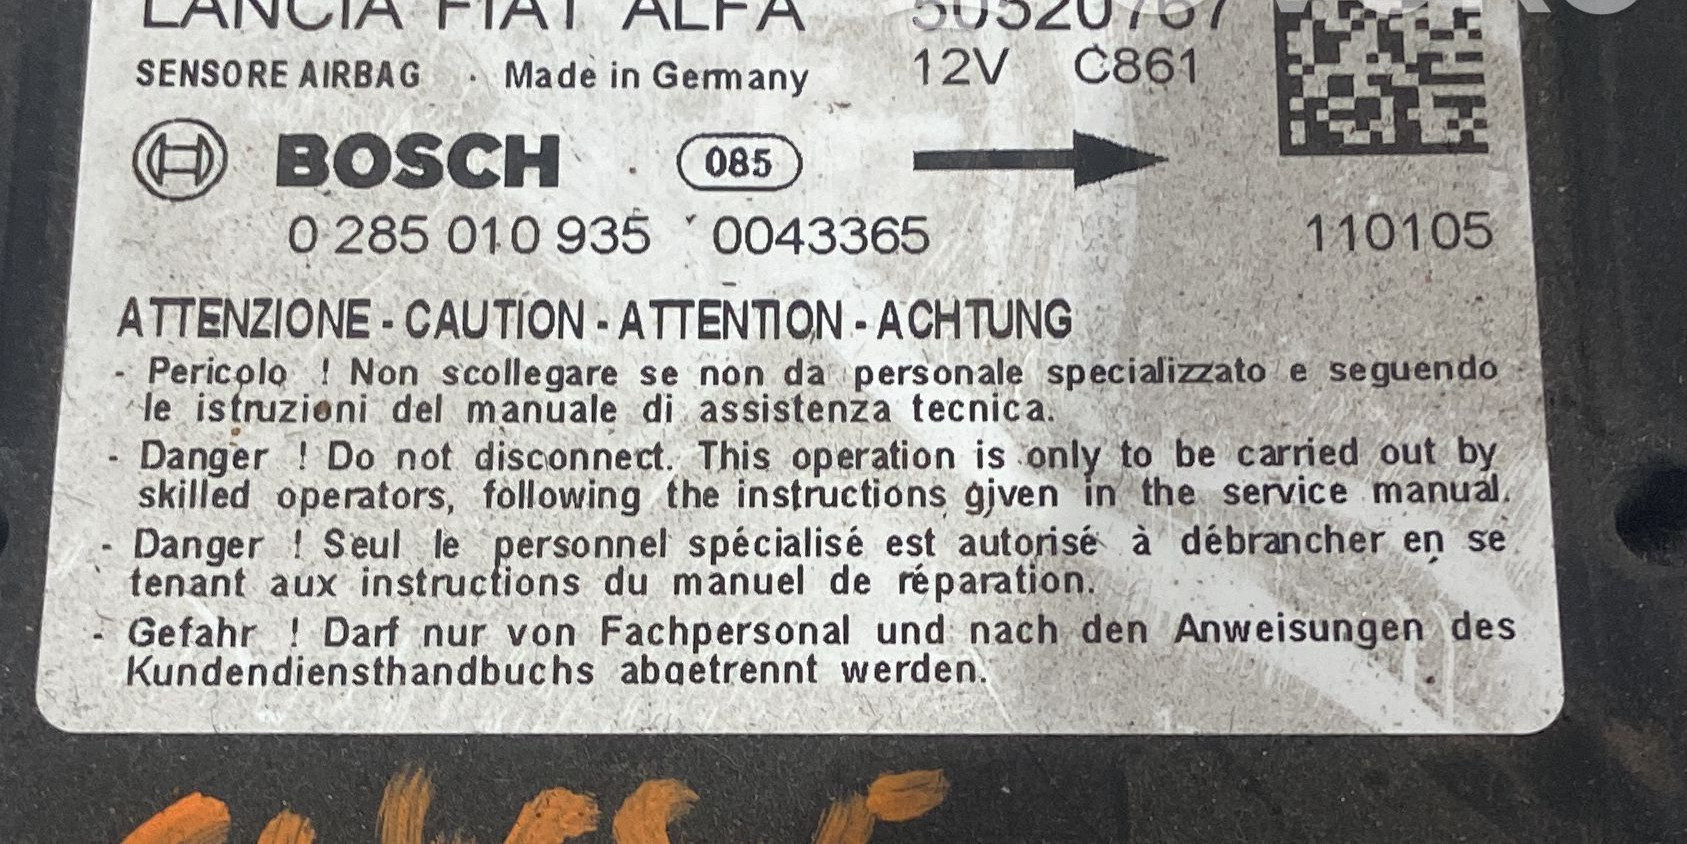 LANCIA FIAT ALFA 50520767
SENSORE AIRBAG · Made in Germany 12V C861
BOSCH 085
0 285 010 935 0043365 110105
ATTENZIONE - CAUTION - ATTENTION - ACHTUNG
- Pericolo ! Non scollegare se non da personale specializzato e seguendo
le istruzioni del manuale di assistenza tecnica.
- Danger ! Do not disconnect. This operation is only to be carried out by
skilled operators, following the instructions given in the service manual.
- Danger ! Seul le personnel spécialisé est autorisé à débrancher en se
tenant aux instructions du manuel de réparation.
- Gefahr ! Darf nur von Fachpersonal und nach den Anweisungen des
Kundendiensthandbuchs abgetrennt werden.